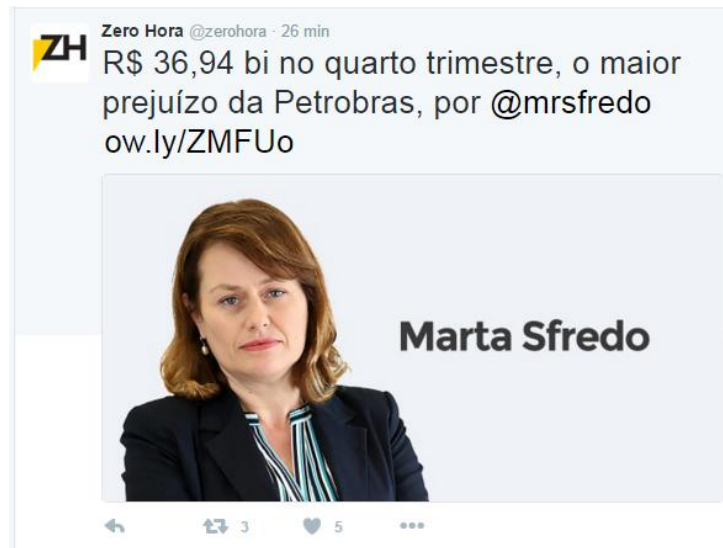 ZH
Zero Hora @zerohora · 26 min
R$ 36,94 bi no quarto trimestre, o maior
prejuízo da Petrobras, por @mrsfredo
ow.ly/ZMFUo
Marta Sfredo
3
5